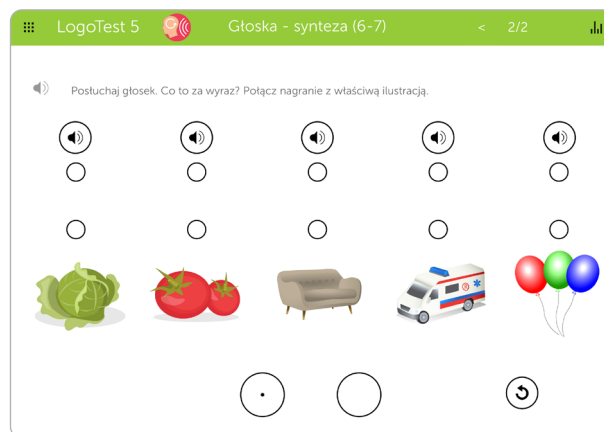 LogoTest 5
Głoska - synteza (6-7)
< 2/2
Posłuchaj głosek. Co to za wyraz? Połącz nagranie z właściwą ilustracją.